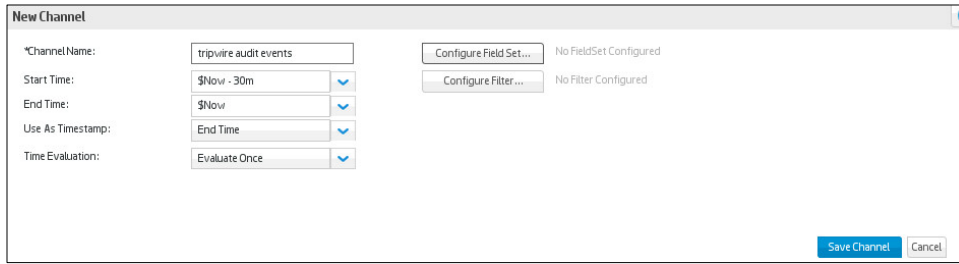 New Channel
*Channel Name: tripwire audit events Configure Field Set... No FieldSet Configured
Start Time: $Now - 30m Configure Filter... No Filter Configured
End Time: $Now
Use As Timestamp: End Time
Time Evaluation: Evaluate Once
Save Channel Cancel